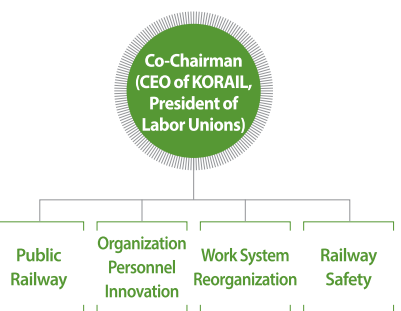 Co-Chairman
(CEO of KORAIL,
President of
Labor Unions)
Public
Railway
Organization
Personnel
Innovation
Work System
Reorganization
Railway
Safety